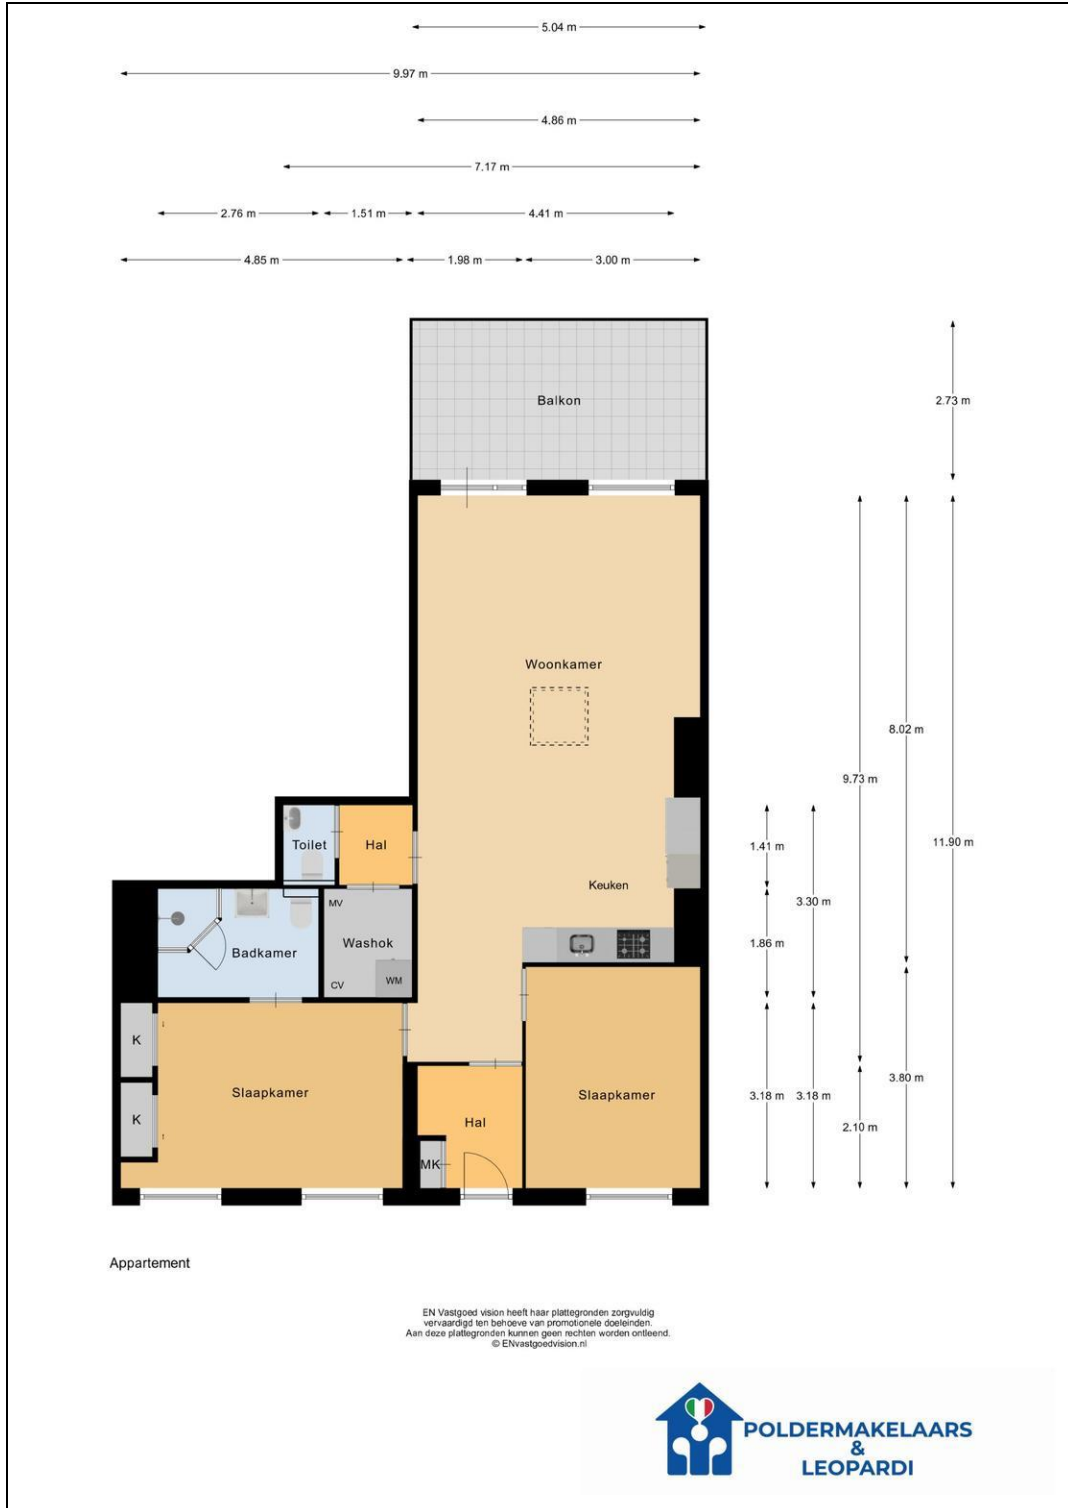 5.04 m
9.97 m
4.86 m
7.17 m
2.76 m 1.51 m 4.41 m
4.85 m 1.98 m 3.00 m
Balkon
2.73 m
Woonkamer
8.02 m
9.73 m
11.90 m
Toilet Hal
1.41 m
Keuken
3.30 m
MV
1.86 m
Washok
Badkamer
CV WM
K
3.80 m
Slaapkamer
Slaapkamer
3.18 m 3.18 m
K
Hal
2.10 m
MK
Appartement
EN Vastgoed vision heeft haar plattegronden zorgvuldig
vervaardigd ten behoeve van promotionele doeleinden.
Aan deze plattegronden kunnen geen rechten worden ontleend.
© ENvastgoedvision.nl
POLDERMAKELAARS
&
LEOPARDI